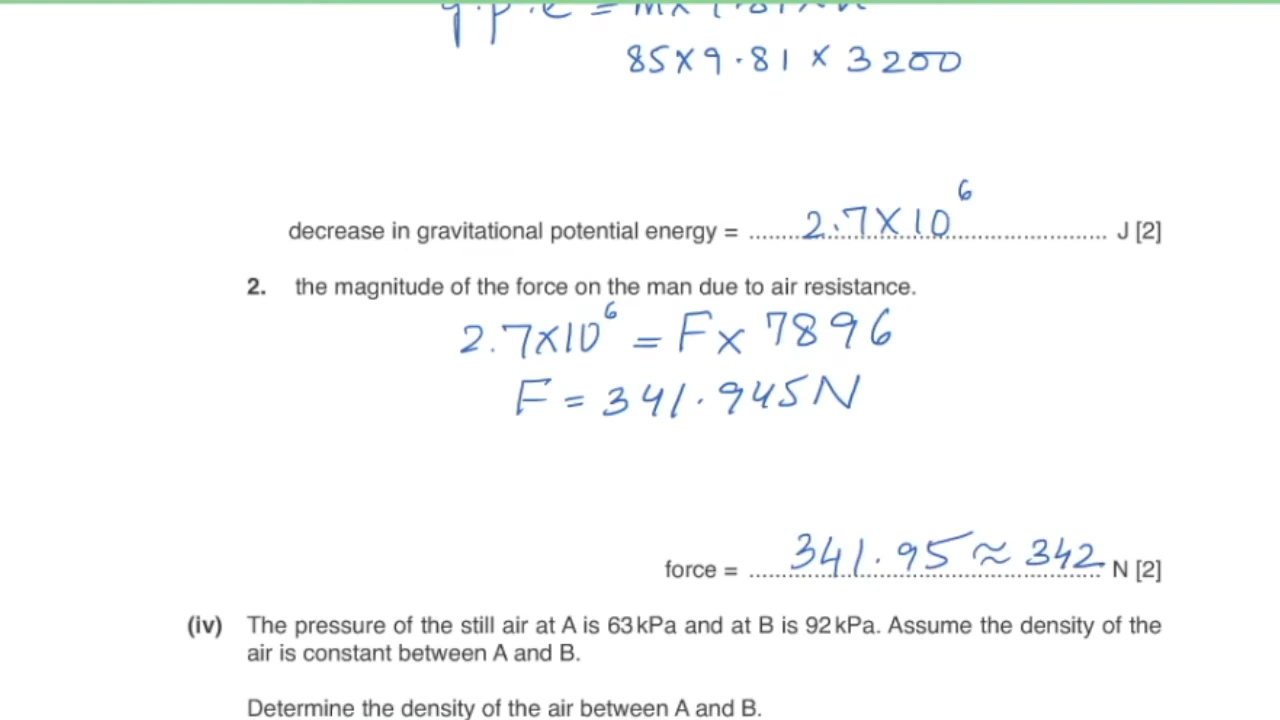 g.p.e = m×
85×9.81 × 3200
6
decrease in gravitational potential energy = 2.7×10 J [2]
2. the magnitude of the force on the man due to air resistance.
2.7×10⁶ = F× 7896
F = 341.945N
force = 341.95 ≈ 342 N [2]
(iv) The pressure of the still air at A is 63 kPa and at B is 92 kPa. Assume the density of the
air is constant between A and B.
Determine the density of the air between A and B.